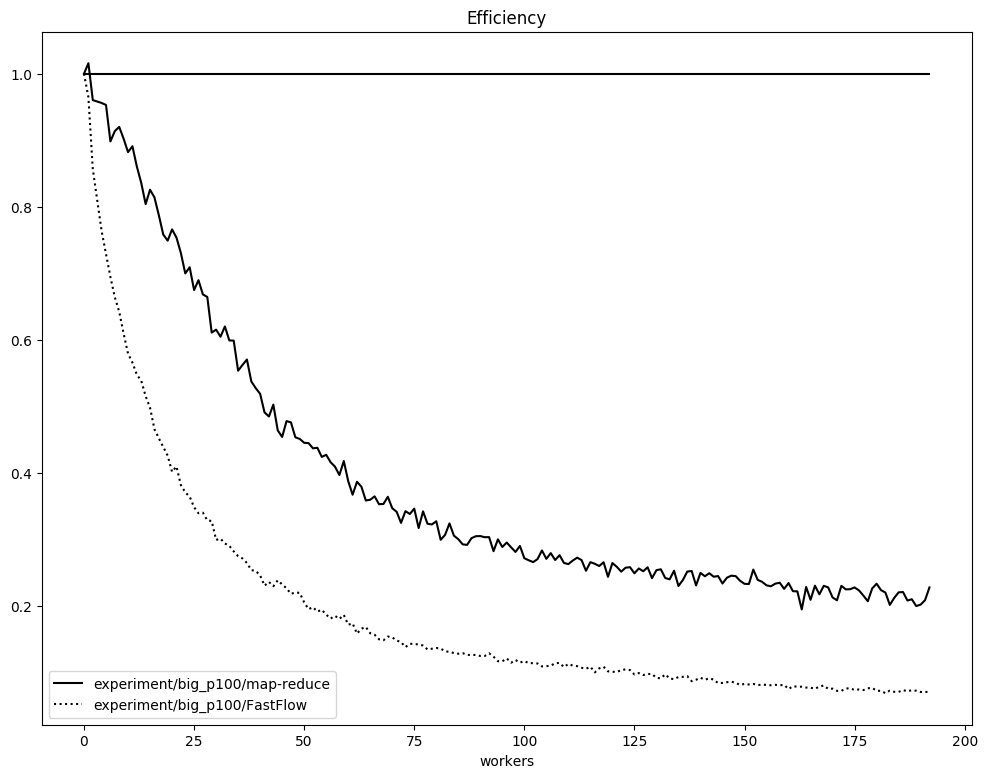 Efficiency
1.0
0.8
0.6
0.4
0.2
experiment/big_p100/map-reduce
experiment/big_p100/FastFlow
0 25 50 75 100 125 150 175 200
workers